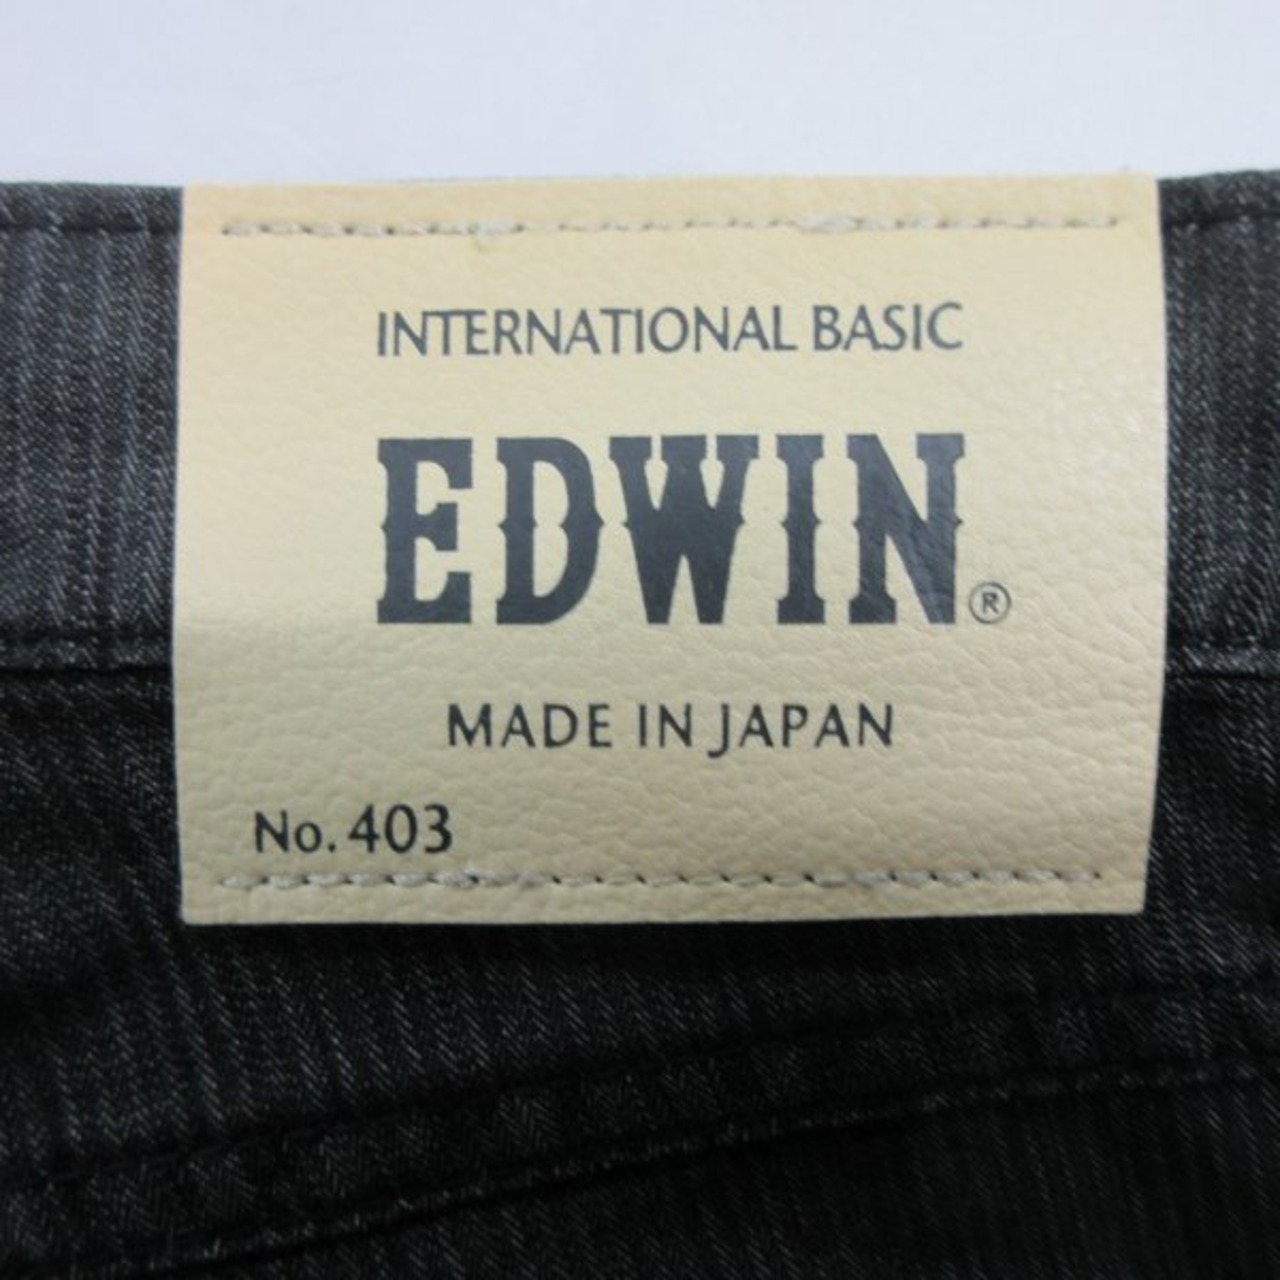 INTERNATIONAL BASIC
EDWIN®
MADE IN JAPAN
No. 403